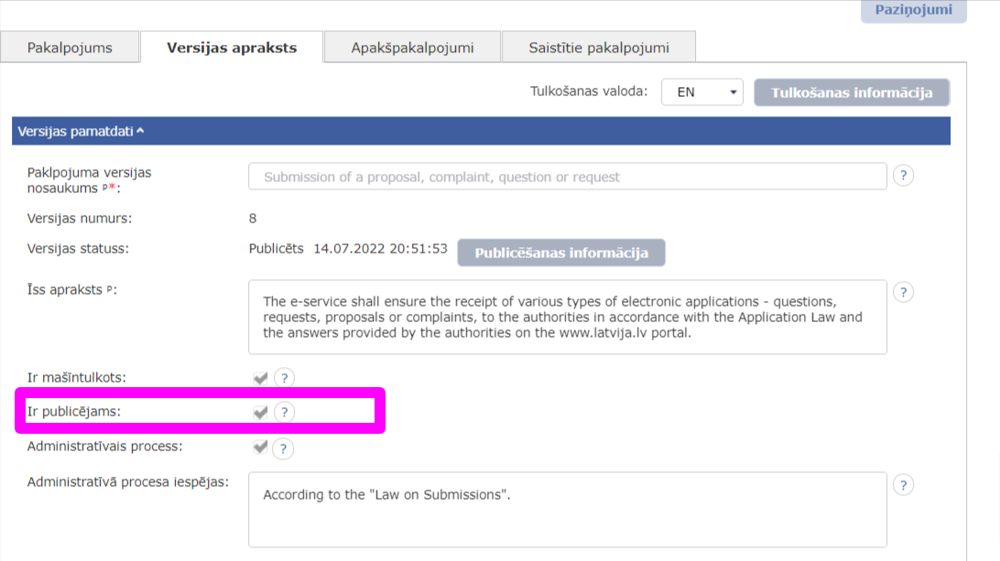 Paziņojumi
Pakalpojums
Versijas apraksts
Apakšpakalpojumi
Saistītie pakalpojumi
Tulkošanas valoda:
EN
Tulkošanas informācija
Versijas pamatdati
Paklpojuma versijas
nosaukums P*:
Submission of a proposal, complaint, question or request
?
Versijas numurs:
8
Versijas statuss:
Publicēts 14.07.2022 20:51:53
Publicēšanas informācija
Īss apraksts P:
The e-service shall ensure the receipt of various types of electronic applications - questions,
requests, proposals or complaints, to the authorities in accordance with the Application Law and
the answers provided by the authorities on the www.latvija.lv portal.
?
Ir mašīntulkots:
?
Ir publicējams:
?
Administratīvais process:
?
Administratīvā procesa iespējas:
According to the "Law on Submissions".
?